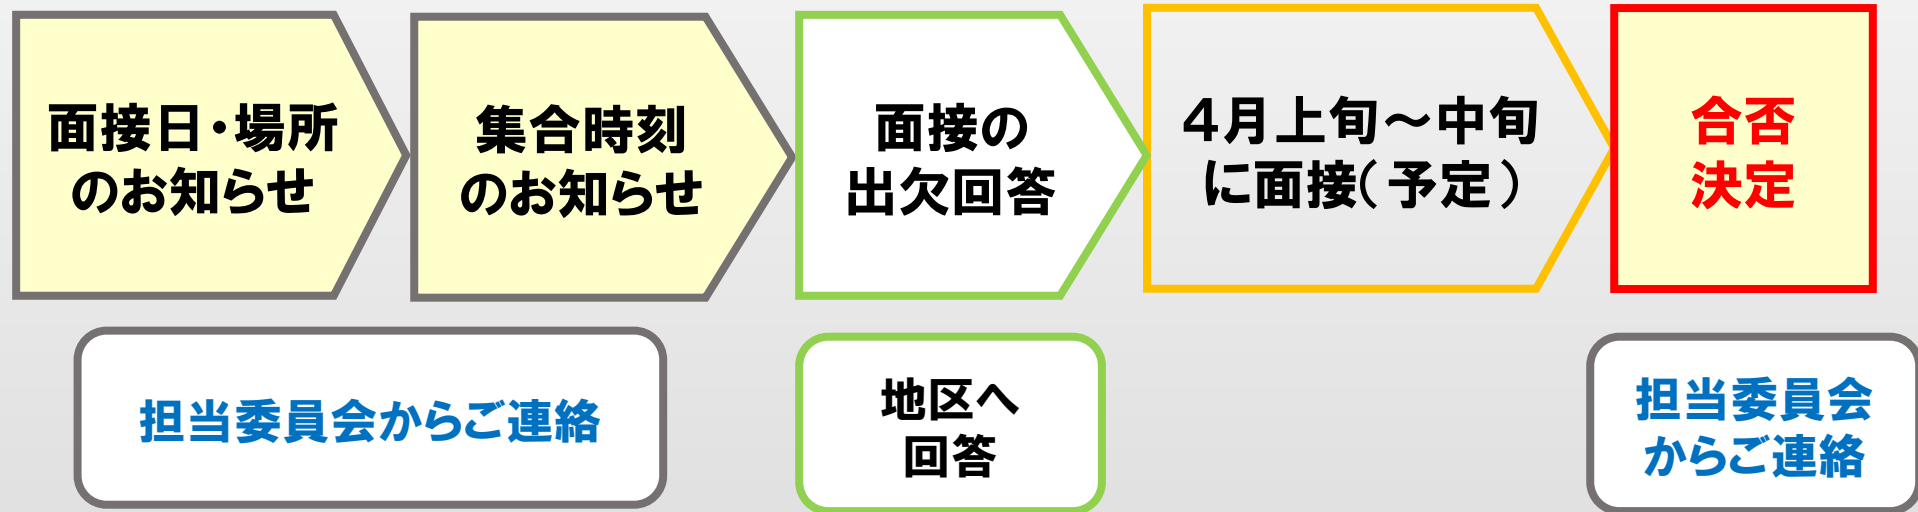 面接日・場所
のお知らせ
集合時刻
のお知らせ
面接の
出欠回答
４月上旬～中旬
に面接（予定）
合否
決定
担当委員会からご連絡
地区へ
回答
担当委員会
からご連絡